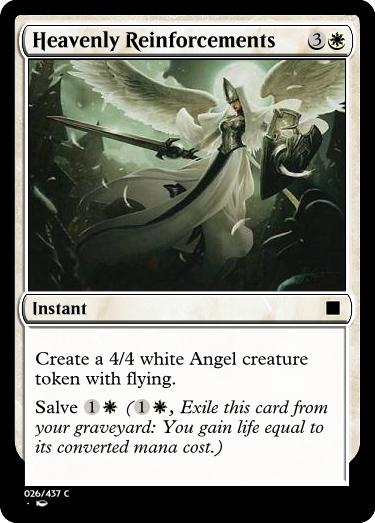 Heavenly Reinforcements 3
Instant
Create a 4/4 white Angel creature
token with flying.
Salve 1 (1, Exile this card from
your graveyard: You gain life equal to
its converted mana cost.)
026/437 C